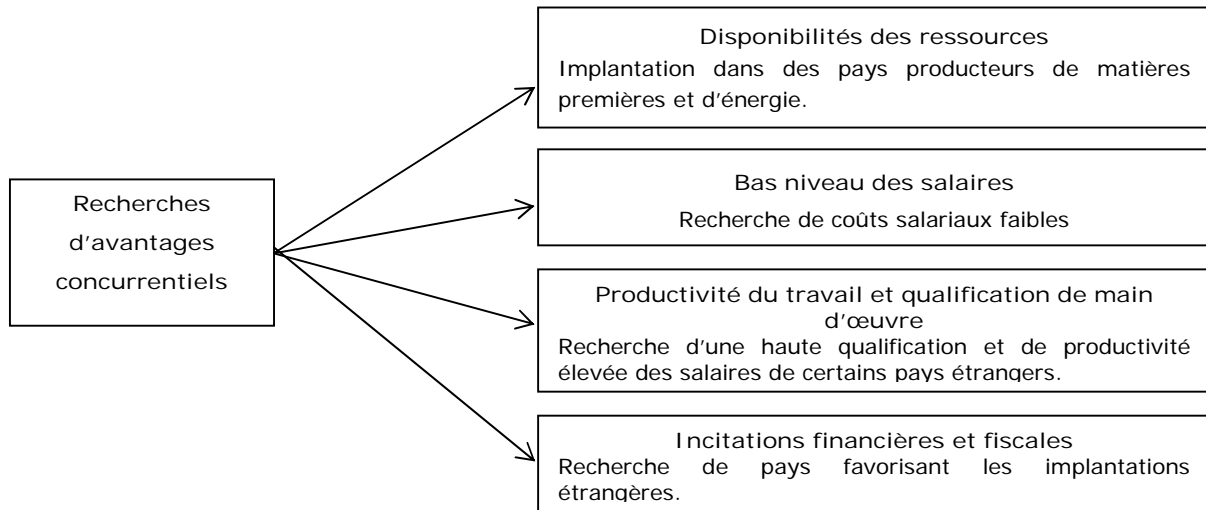 Recherches
d'avantages
concurrentiels
Disponibilités des ressources
Implantation dans des pays producteurs de matières
premières et d'énergie.
Bas niveau des salaires
Recherche de coûts salariaux faibles
Productivité du travail et qualification de main
d'œuvre
Recherche d'une haute qualification et de productivité
élevée des salaires de certains pays étrangers.
Incitations financières et fiscales
Recherche de pays favorisant les implantations
étrangères.